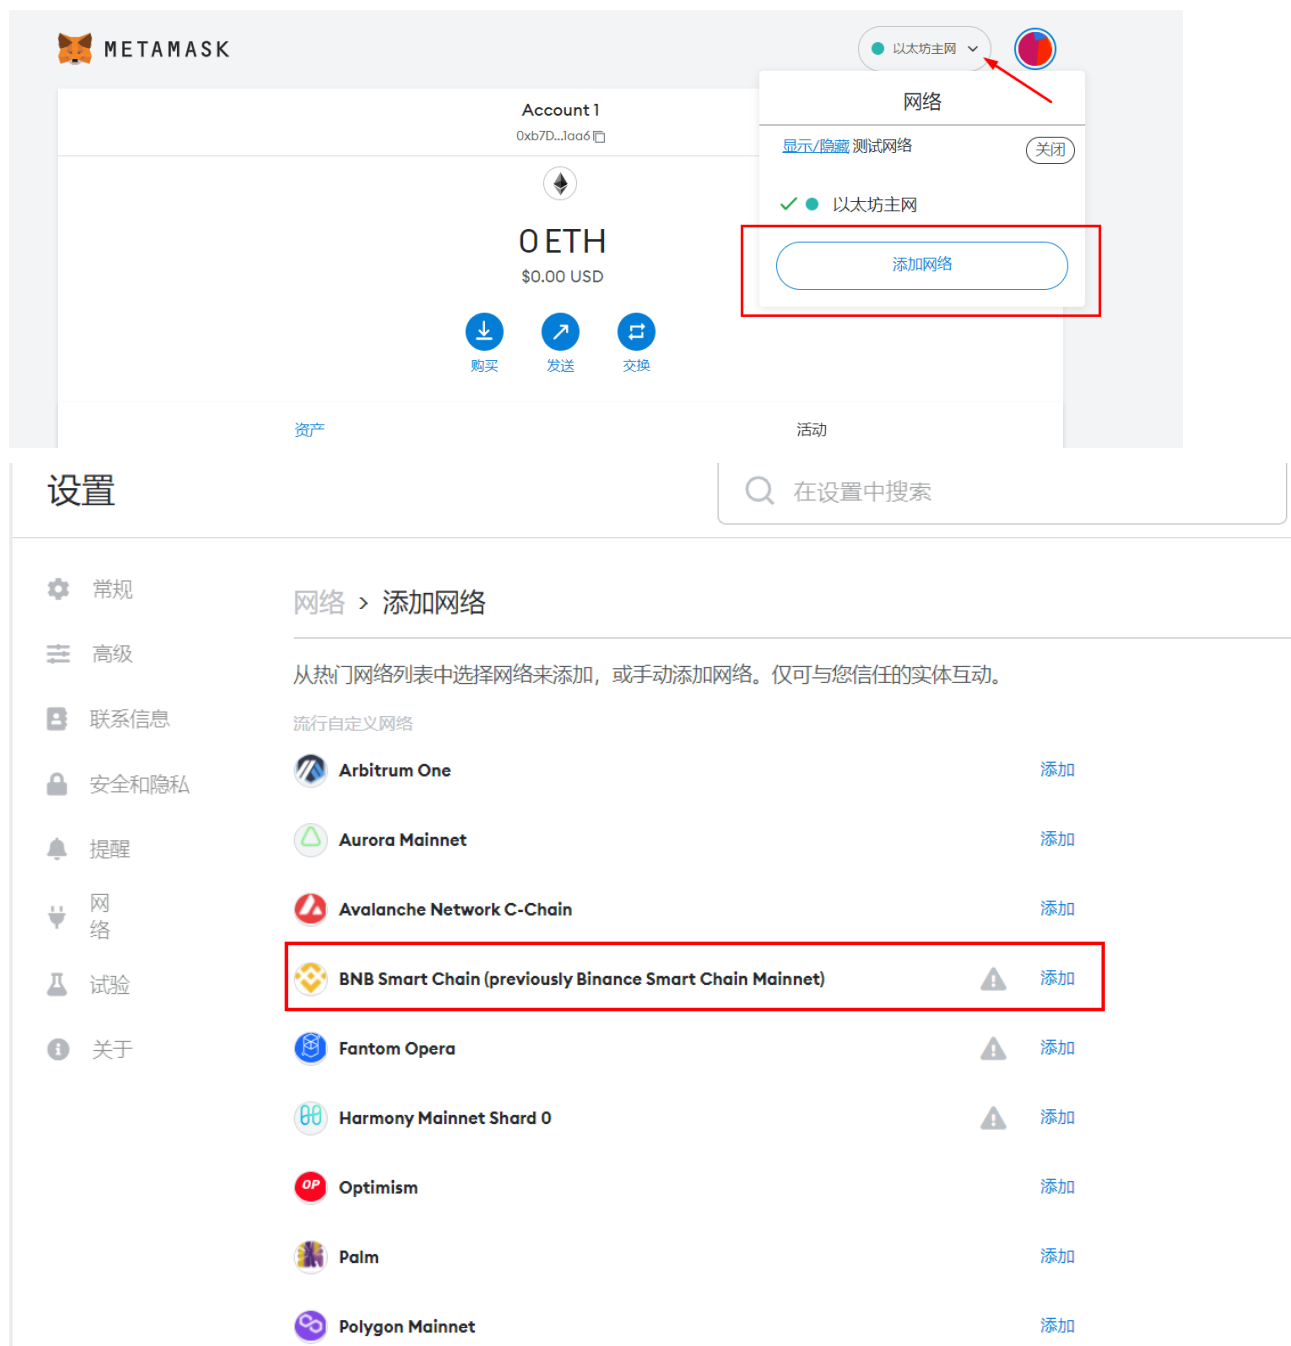 METAMASK
以太坊主网
Account 1
0xb7D...1aa6
网络
显示/隐藏 测试网络
关闭
以太坊主网
添加网络
0 ETH
$0.00 USD
购买
发送
交换
资产
活动
设置
在设置中搜索
常规
高级
联系信息
安全和隐私
提醒
网
络
试验
关于
网络 > 添加网络
从热门网络列表中选择网络来添加，或手动添加网络。仅可与您信任的实体互动。
流行自定义网络
Arbitrum One 添加
Aurora Mainnet 添加
Avalanche Network C-Chain 添加
BNB Smart Chain (previously Binance Smart Chain Mainnet) 添加
Fantom Opera 添加
Harmony Mainnet Shard 0 添加
OP Optimism 添加
Palm 添加
Polygon Mainnet 添加